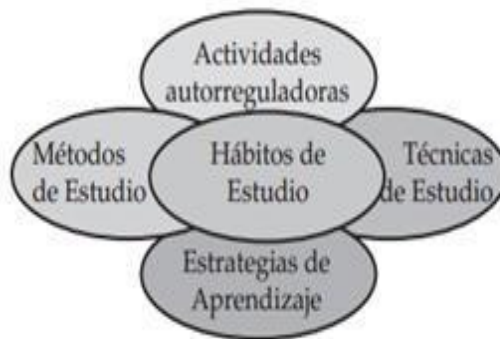 Actividades
autorreguladoras
Métodos
de Estudio
Hábitos de
Estudio
Técnicas
de Estudio
Estrategias de
Aprendizaje